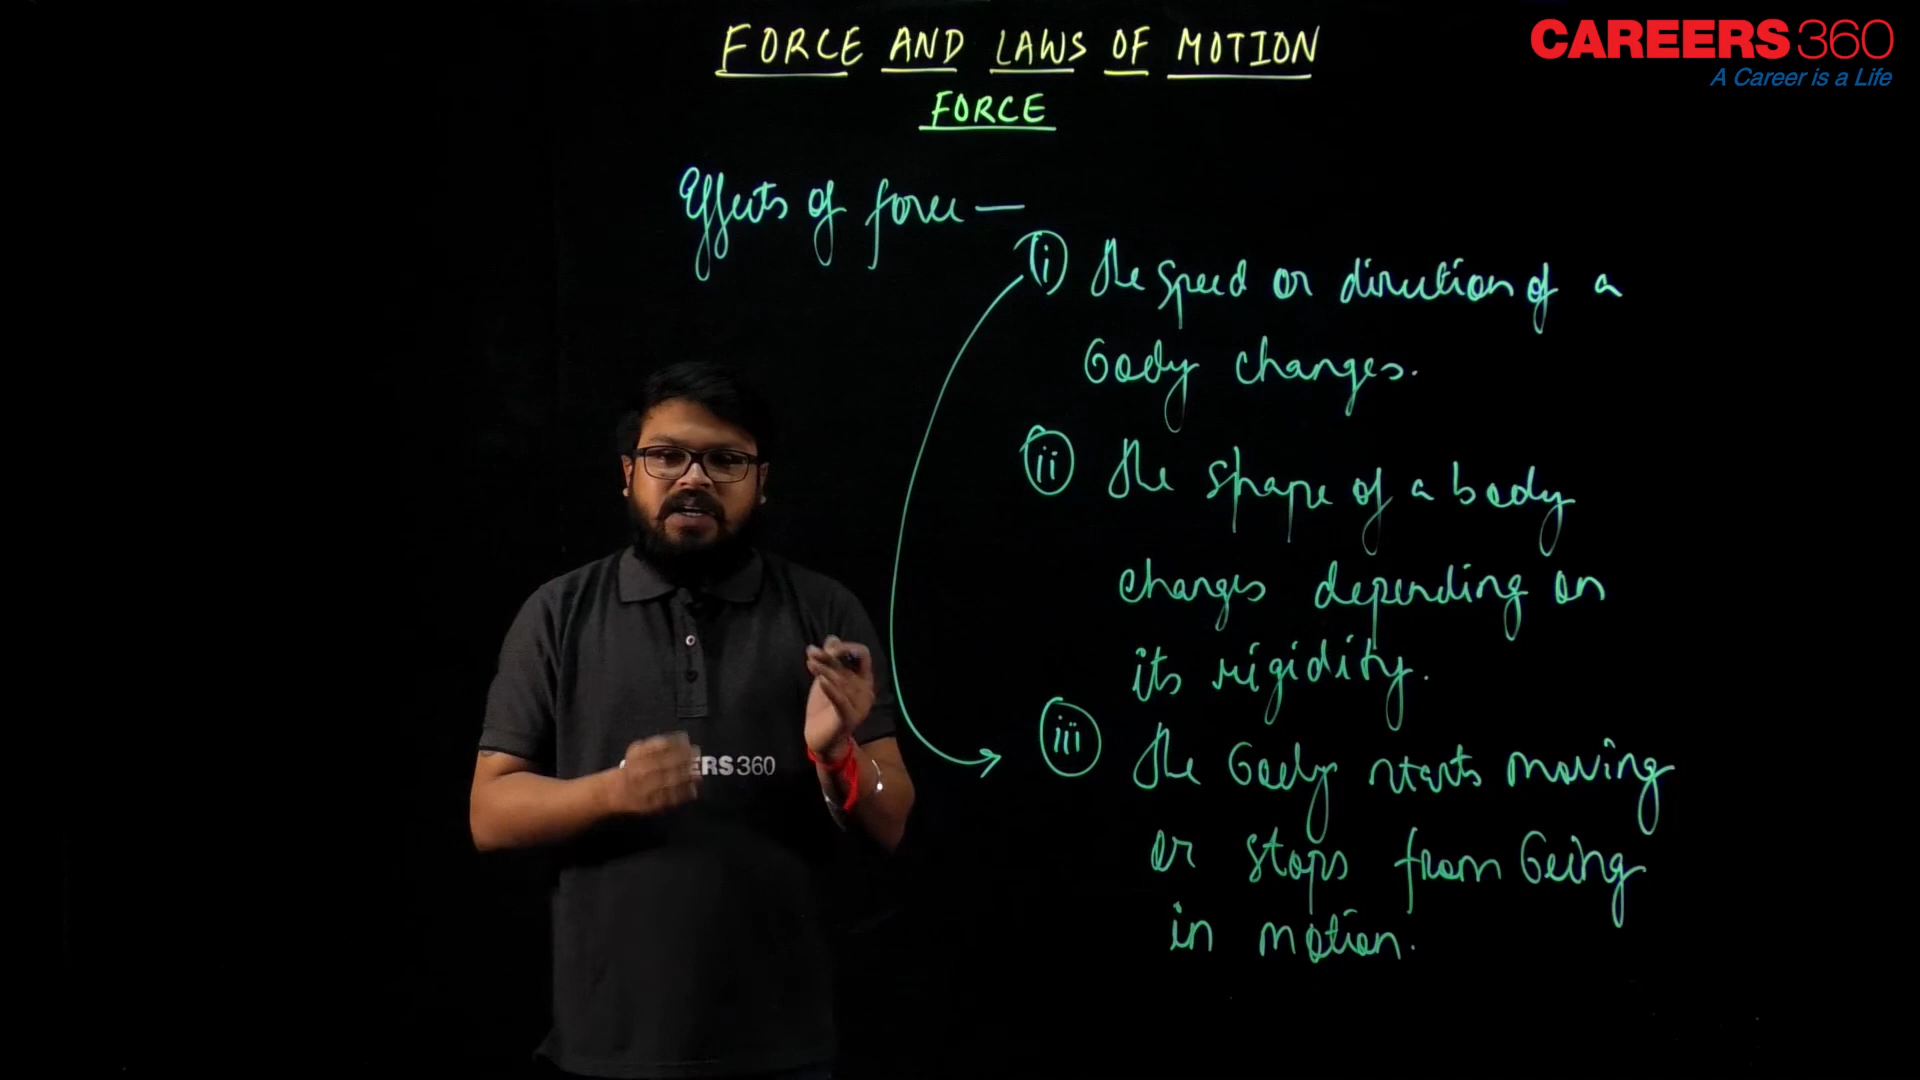 FORCE AND LAWS OF MOTION
FORCE
CAREERS360
A Career is a Life
Effects of force —
(i) The speed or direction of a
body changes.
(ii) The shape of a body
changes depending on
its rigidity.
(iii) The body starts moving
or stops from being
in motion.
ERS360